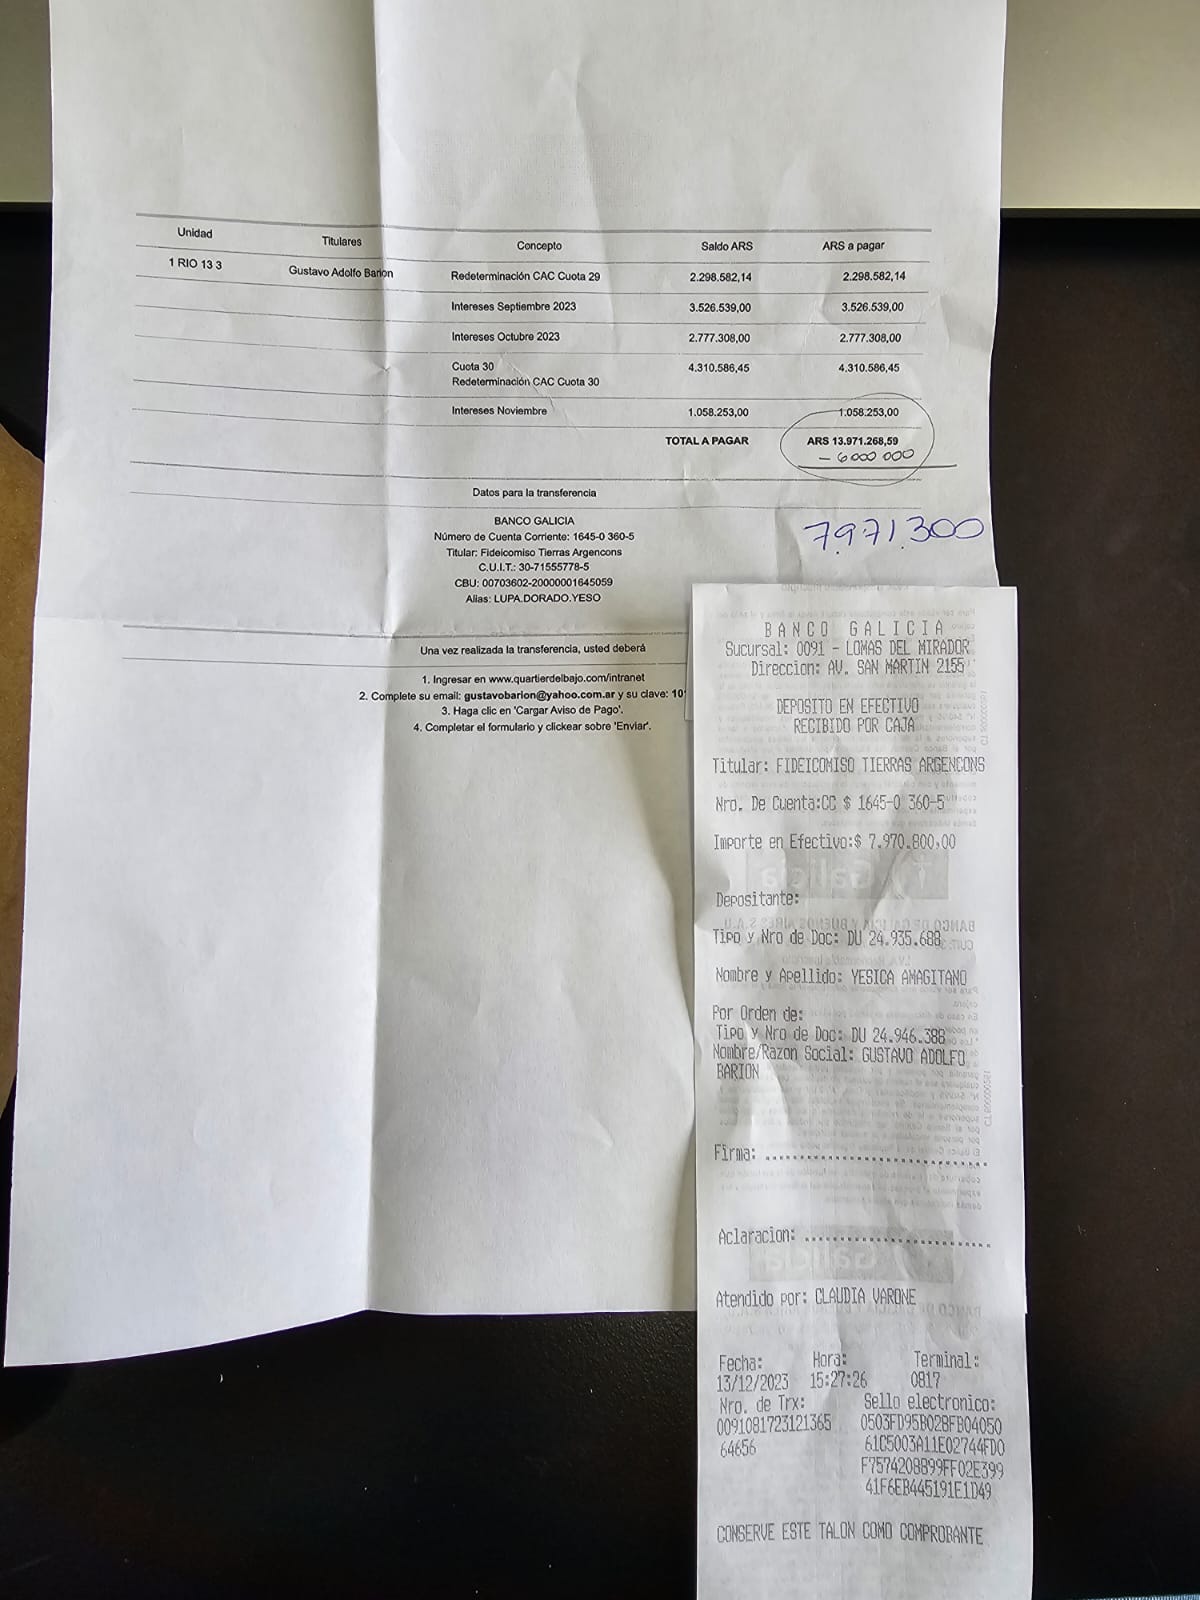 Unidad Titulares Concepto Saldo ARS ARS a pagar
1 RIO 13 3 Gustavo Adolfo Barion Redeterminación CAC Cuota 29 2.298.582,14 2.298.582,14
Intereses Septiembre 2023 3.526.539,00 3.526.539,00
Intereses Octubre 2023 2.777.308,00 2.777.308,00
Cuota 30 4.310.586,45 4.310.586,45
Redeterminación CAC Cuota 30
Intereses Noviembre 1.058.253,00 1.058.253,00
TOTAL A PAGAR ARS 13.971.268,59
- 6000 000
Datos para la transferencia
7.971.300
BANCO GALICIA
Número de Cuenta Corriente: 1645-0 360-5
Titular: Fideicomiso Tierras Argencons
C.U.I.T.: 30-71555778-5
CBU: 00703602-20000001645059
Alias: LUPA.DORADO.YESO
Una vez realizada la transferencia, usted deberá
1. Ingresar en www.quartierdelbajo.com/intranet
2. Complete su email: gustavobarion@yahoo.com.ar y su clave: 10
3. Haga clic en 'Cargar Aviso de Pago'.
4. Completar el formulario y clickear sobre 'Enviar'.
BANCO GALICIA
Sucursal: 0091 - LOMAS DEL MIRADOR
Direccion: AV. SAN MARTIN 2155
DEPOSITO EN EFECTIVO
RECIBIDO POR CAJA
Titular: FIDEICOMISO TIERRAS ARGENCONS
Nro. De Cuenta:CC $ 1645-0 360-5
Importe en Efectivo:$ 7.970.800,00
Depositante:
Tipo y Nro de Doc: DU 24.935.688
Nombre y Apellido: YESICA AMAGITANO
Por Orden de:
Tipo y Nro de Doc: DU 24.946.388
Nombre/Razon Social: GUSTAVO ADOLFO
BARION
Firma: ..............................
Aclaracion: .........................
Atendido por: CLAUDIA VARONE
Fecha: Hora: Terminal:
13/12/2023 15:27:26 0817
Nro. de Trx: Sello electronico:
0091081723121365 0503FD95B028FB04050
64656 61C5003A11E02744FD0
F7574208899FF02E399
41F6EB445191E1D49
CONSERVE ESTE TALON COMO COMPROBANTE